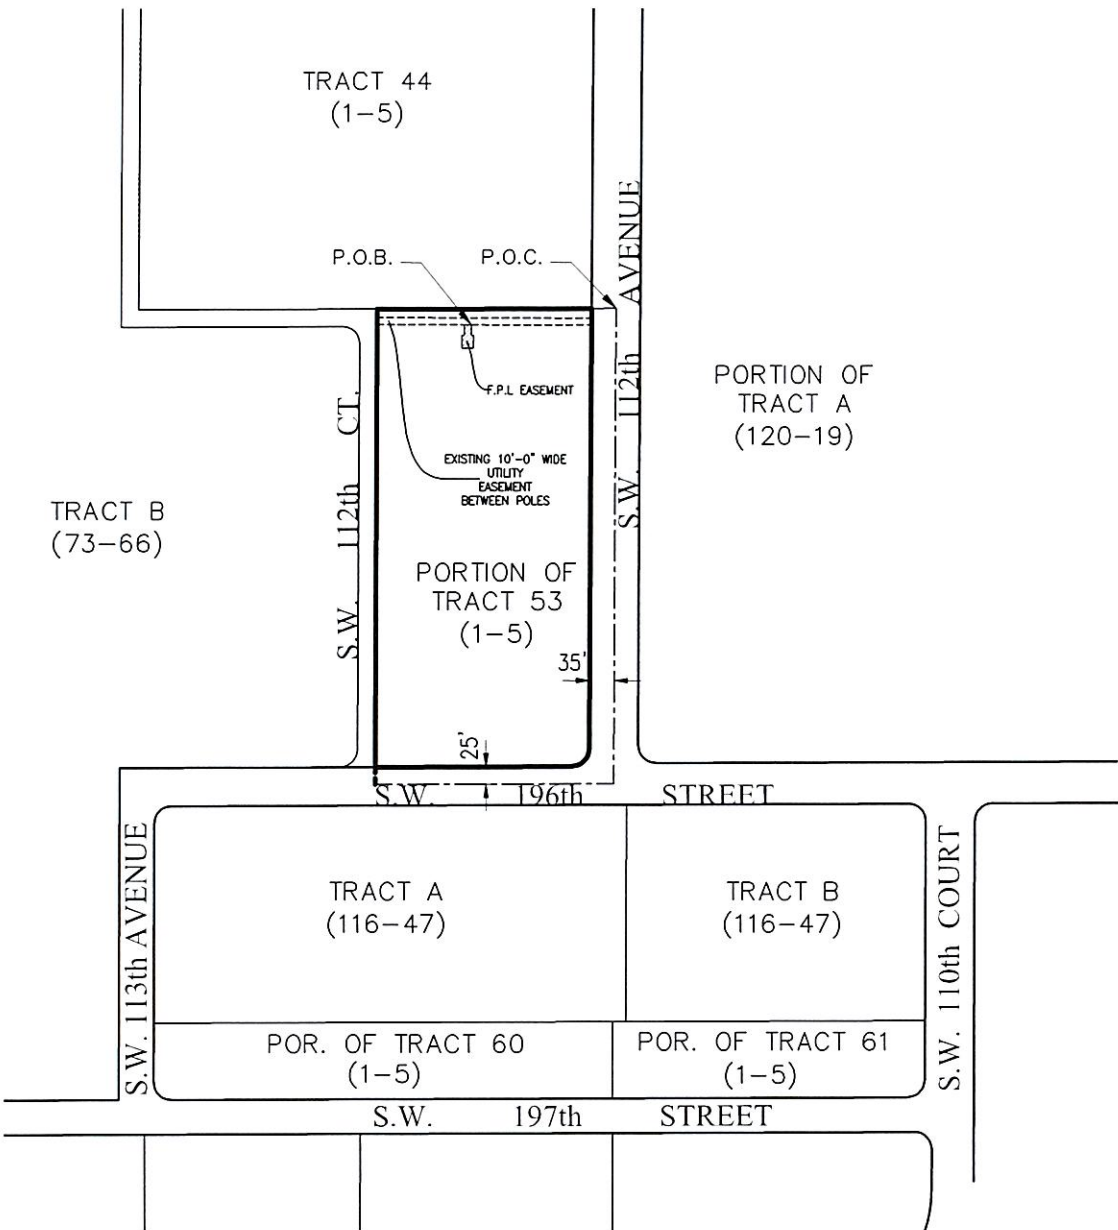 TRACT 44
(1-5)
P.O.B.
P.O.C.
S.W. 112th AVENUE
F.P.L EASEMENT
PORTION OF
TRACT A
(120-19)
S.W. 112th CT.
EXISTING 10'-0" WIDE
UTILITY
EASEMENT
BETWEEN POLES
TRACT B
(73-66)
PORTION OF
TRACT 53
(1-5)
35'
25'
S.W. 196th STREET
S.W. 113th AVENUE
TRACT A
(116-47)
TRACT B
(116-47)
S.W. 110th COURT
POR. OF TRACT 60
(1-5)
POR. OF TRACT 61
(1-5)
S.W. 197th STREET